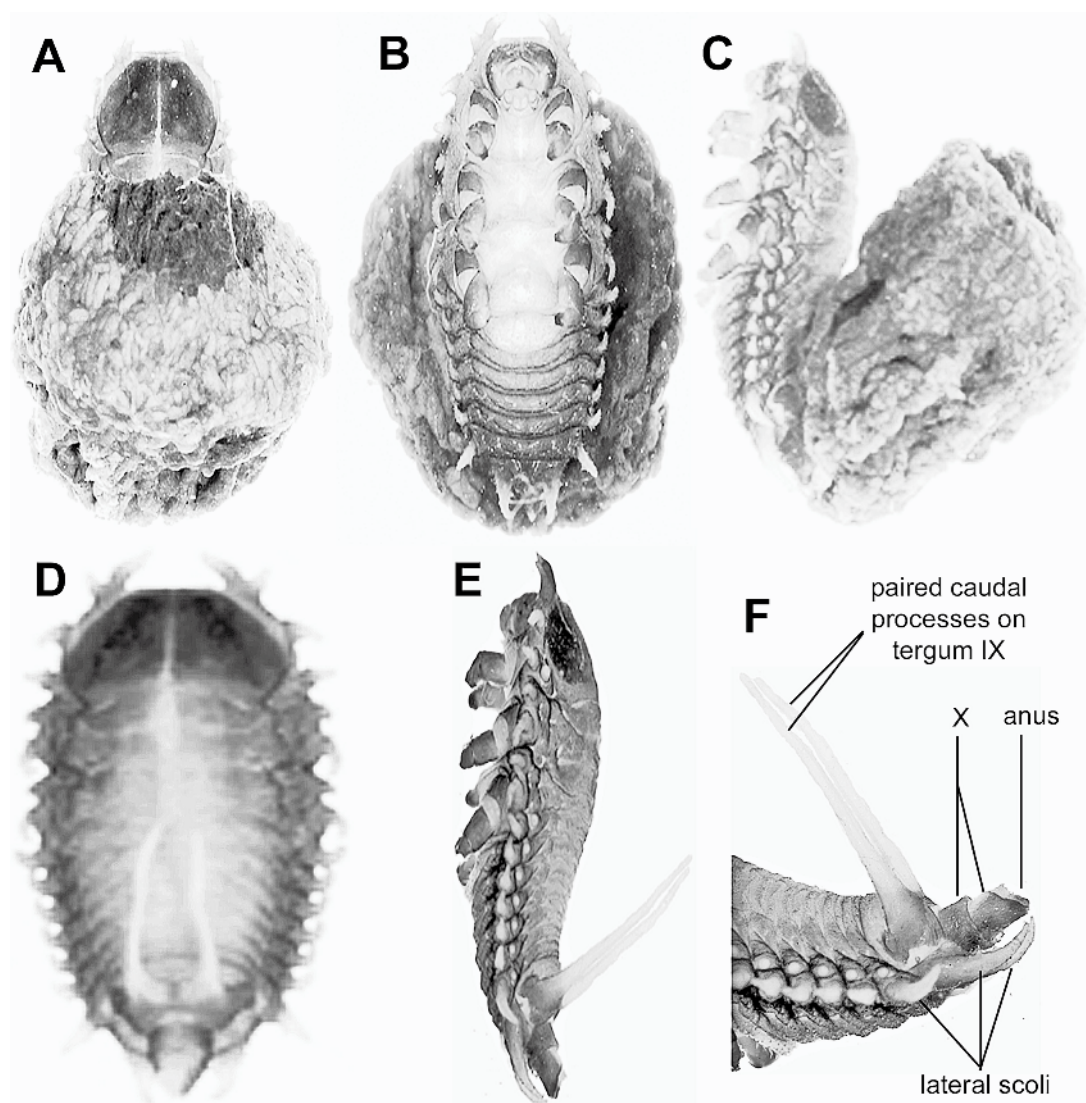 A
B
C
D
E
F
paired caudal
processes on
tergum IX
X
anus
lateral scoli